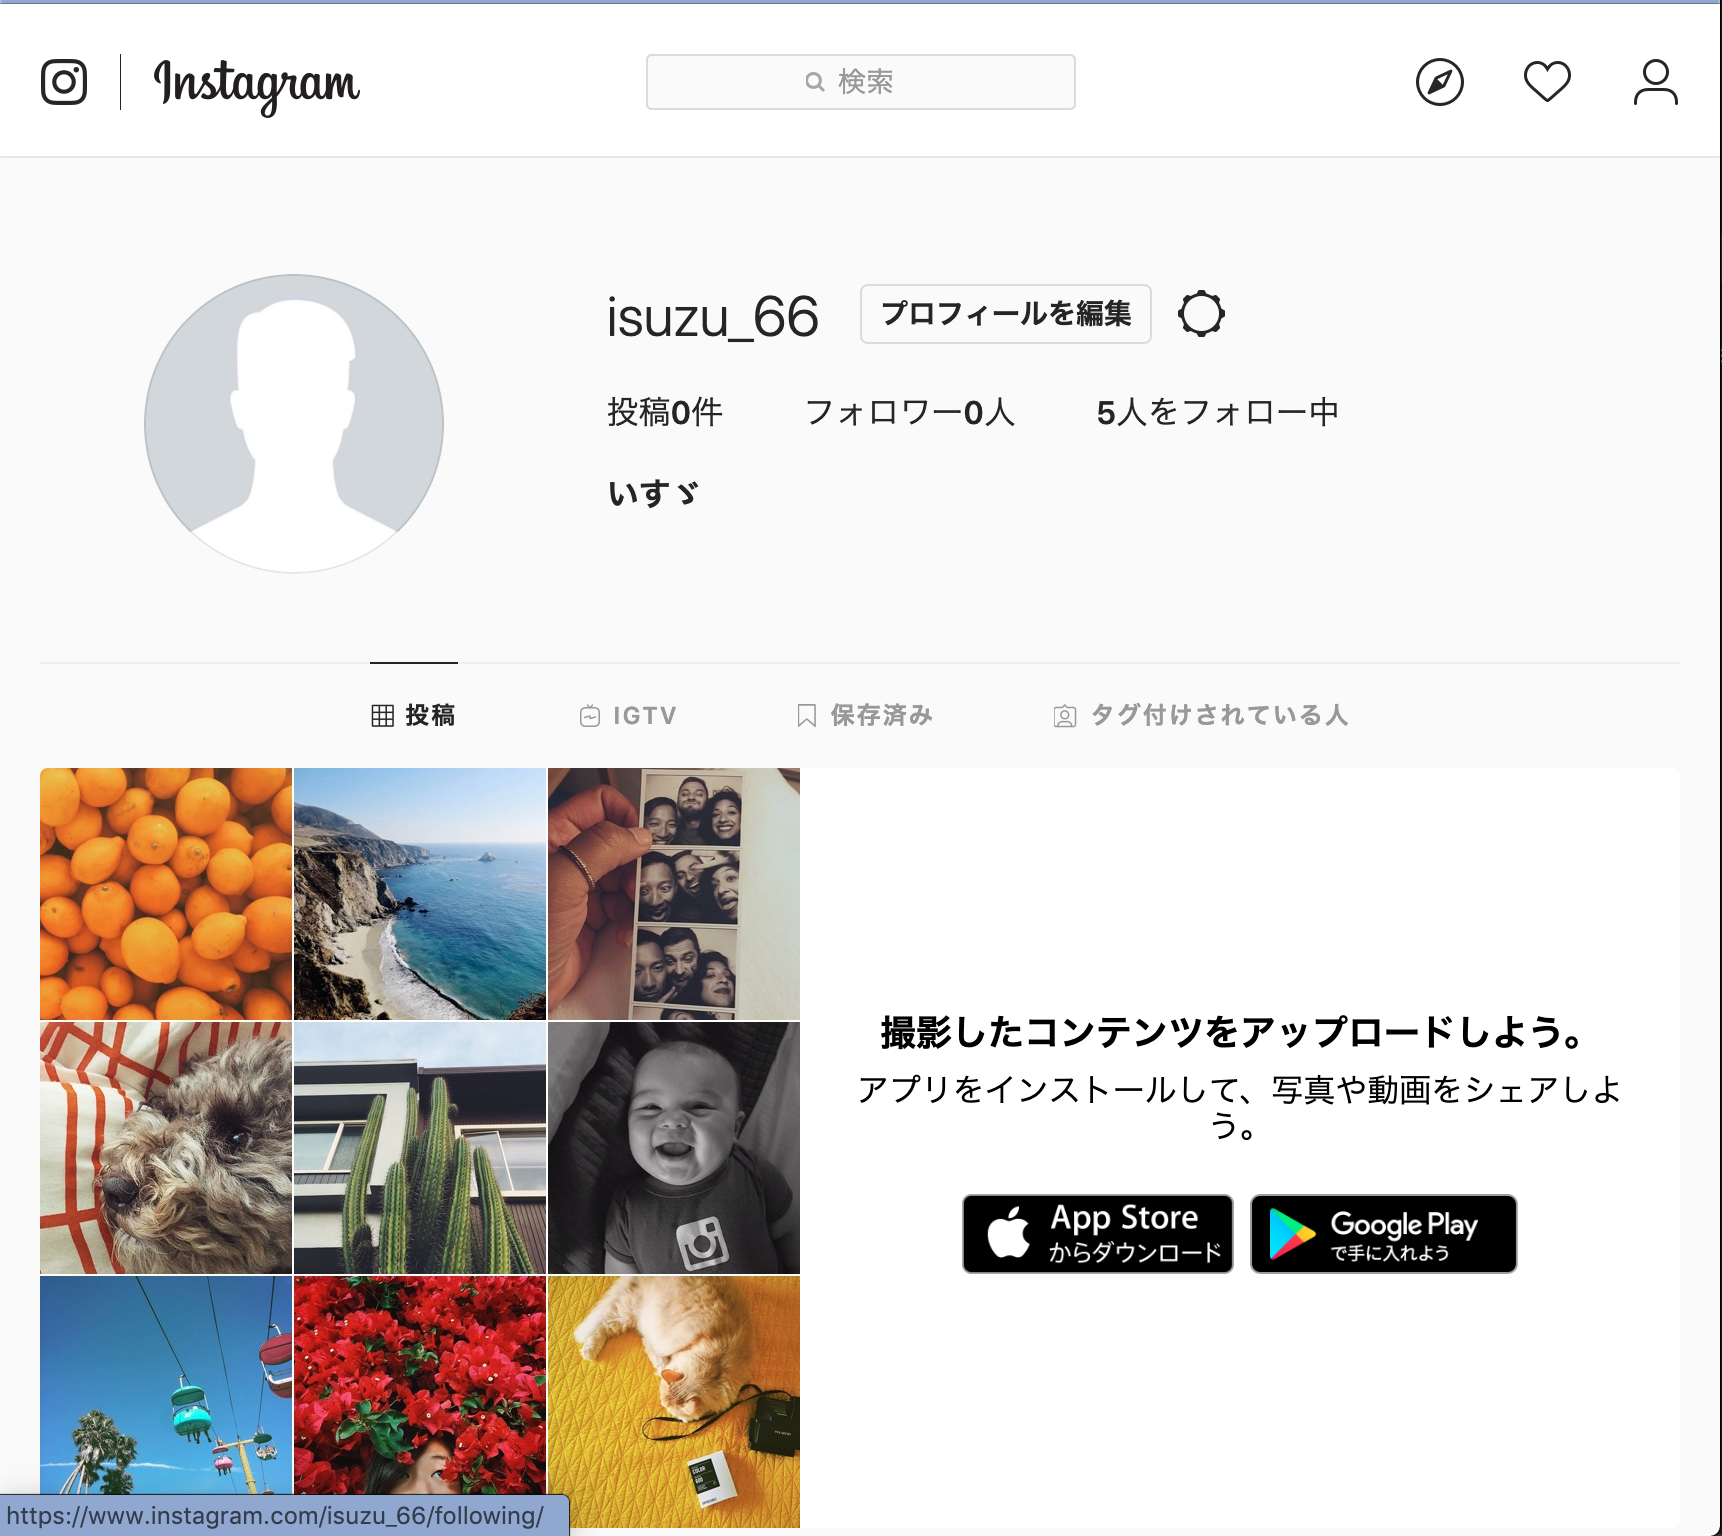 Instagram
検索
isuzu_66 プロフィールを編集
投稿0件 フォロワー0人 5人をフォロー中
いすゞ
投稿 IGTV 保存済み タグ付けされている人
撮影したコンテンツをアップロードしよう。
アプリをインストールして、写真や動画をシェアしよ
う。
App Store
からダウンロード
Google Play
で手に入れよう
COLOR
600
https://www.instagram.com/isuzu_66/following/